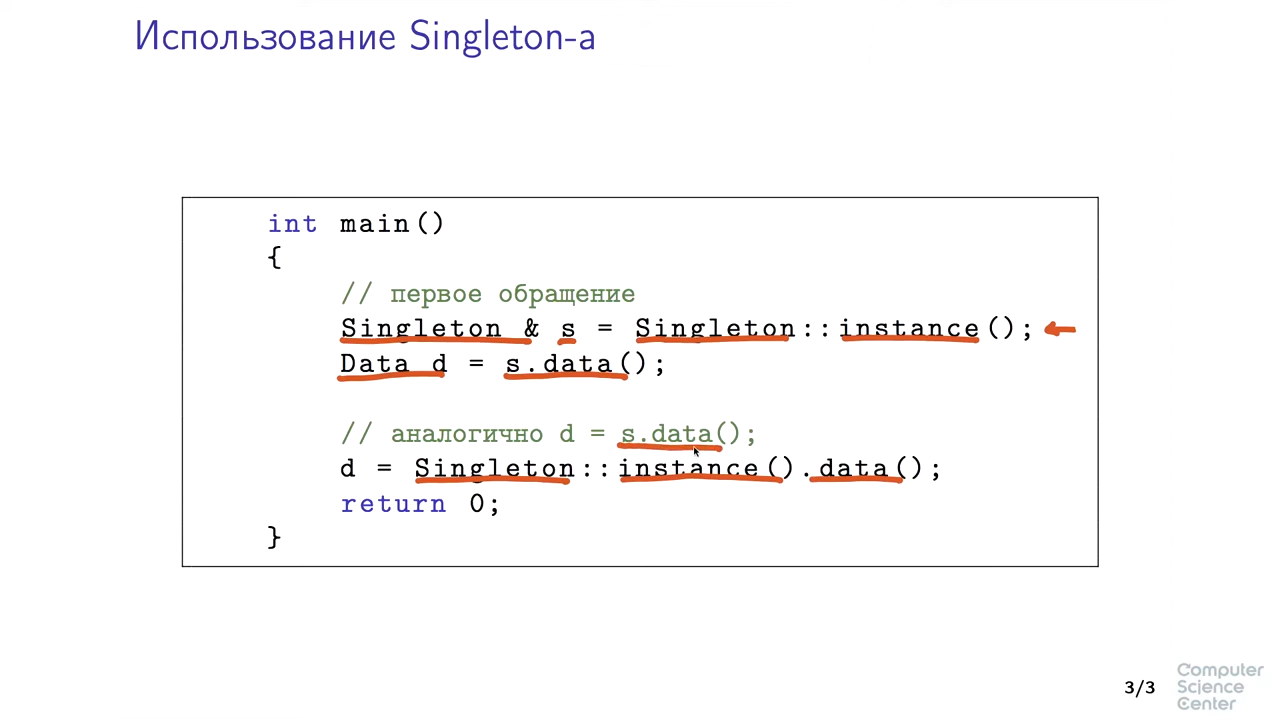 Использование Singleton-а
int main()
{
// первое обращение
Singleton & s = Singleton::instance();
Data d = s.data();
// аналогично d = s.data();
d = Singleton::instance().data();
return 0;
}
3/3
Computer
Science
Center